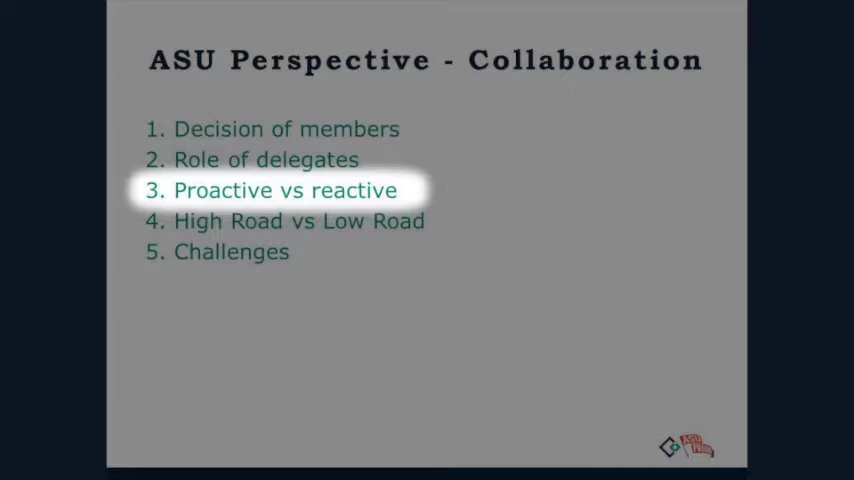 ASU Perspective - Collaboration
1. Decision of members
2. Role of delegates
3. Proactive vs reactive
4. High Road vs Low Road
5. Challenges
ASU